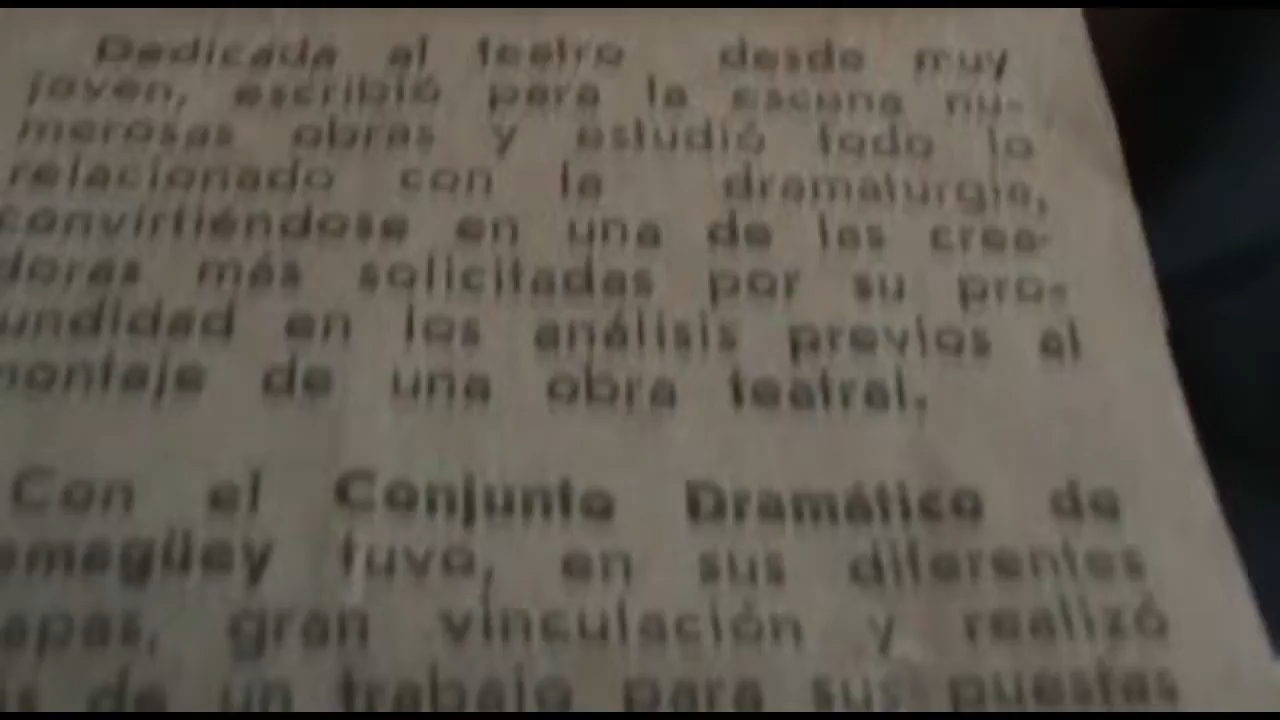 Dedicada al teatro desde muy
joven, escribió para la escena nu-
merosas obras y estudió todo lo
relacionado con la dramaturgia,
convirtiéndose en una de las crea-
doras más solicitadas por su pro-
undidad en los análisis previos al
montaje de una obra teatral.
Con el Conjunto Dramático de
amagüey tuvo, en sus diferentes
apas, gran vinculación y realizó
s de un trabajo para sus puestas